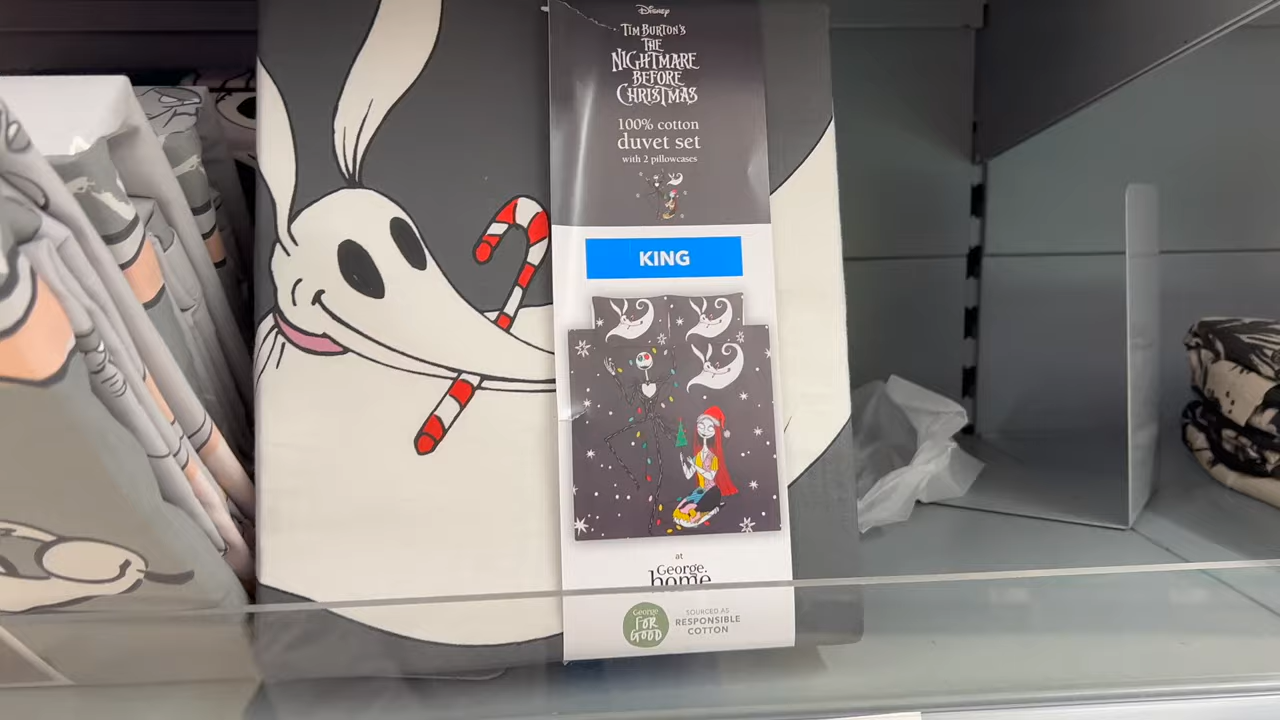 Disney
TIM BURTON'S
THE
NIGHTMARE
BEFORE
CHRISTMAS
100% cotton
duvet set
with 2 pillowcases
KING
at
George.
home
George
FOR
GOOD
SOURCED AS
RESPONSIBLE
COTTON